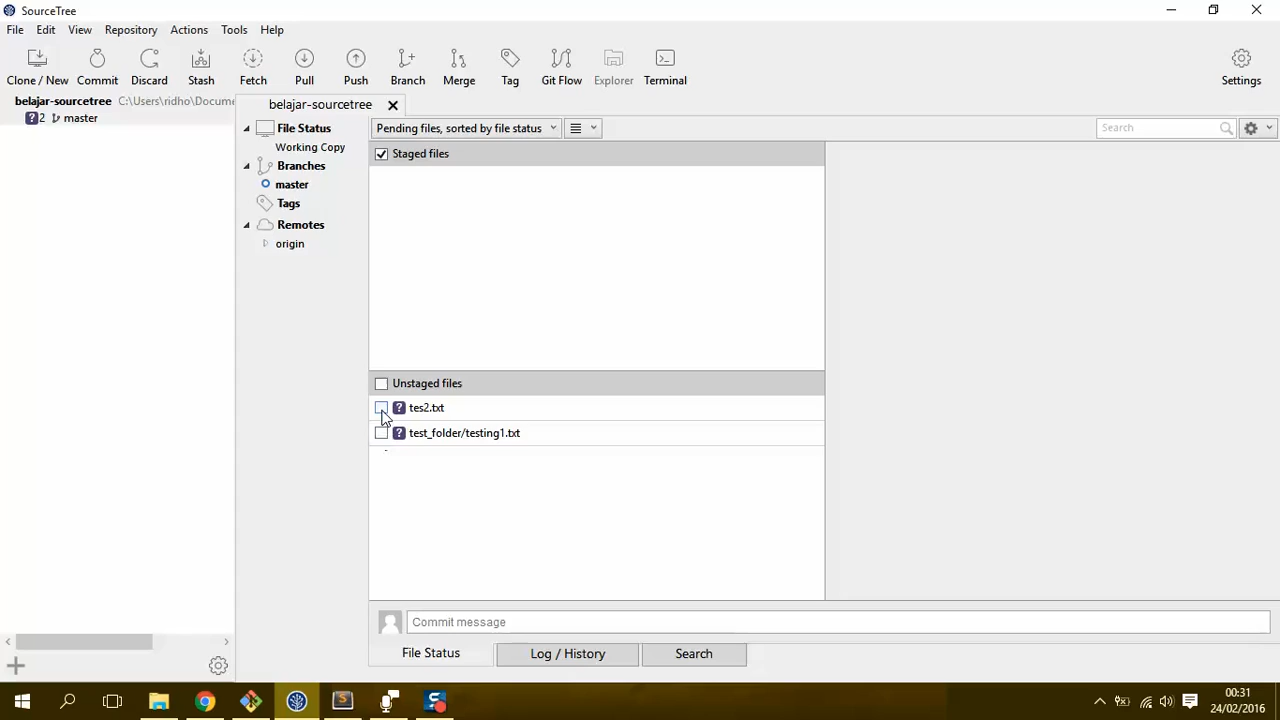 SourceTree
File Edit View Repository Actions Tools Help
Clone / New Commit Discard Stash Fetch Pull Push Branch Merge Tag Git Flow Explorer Terminal Settings
belajar-sourcetree C:\Users\ridho\Docume
2 master
belajar-sourcetree
File Status
Working Copy
Branches
master
Tags
Remotes
origin
Pending files, sorted by file status
Search
Staged files
Unstaged files
? tes2.txt
? test_folder/testing1.txt
Commit message
File Status Log / History Search
00:31
24/02/2016